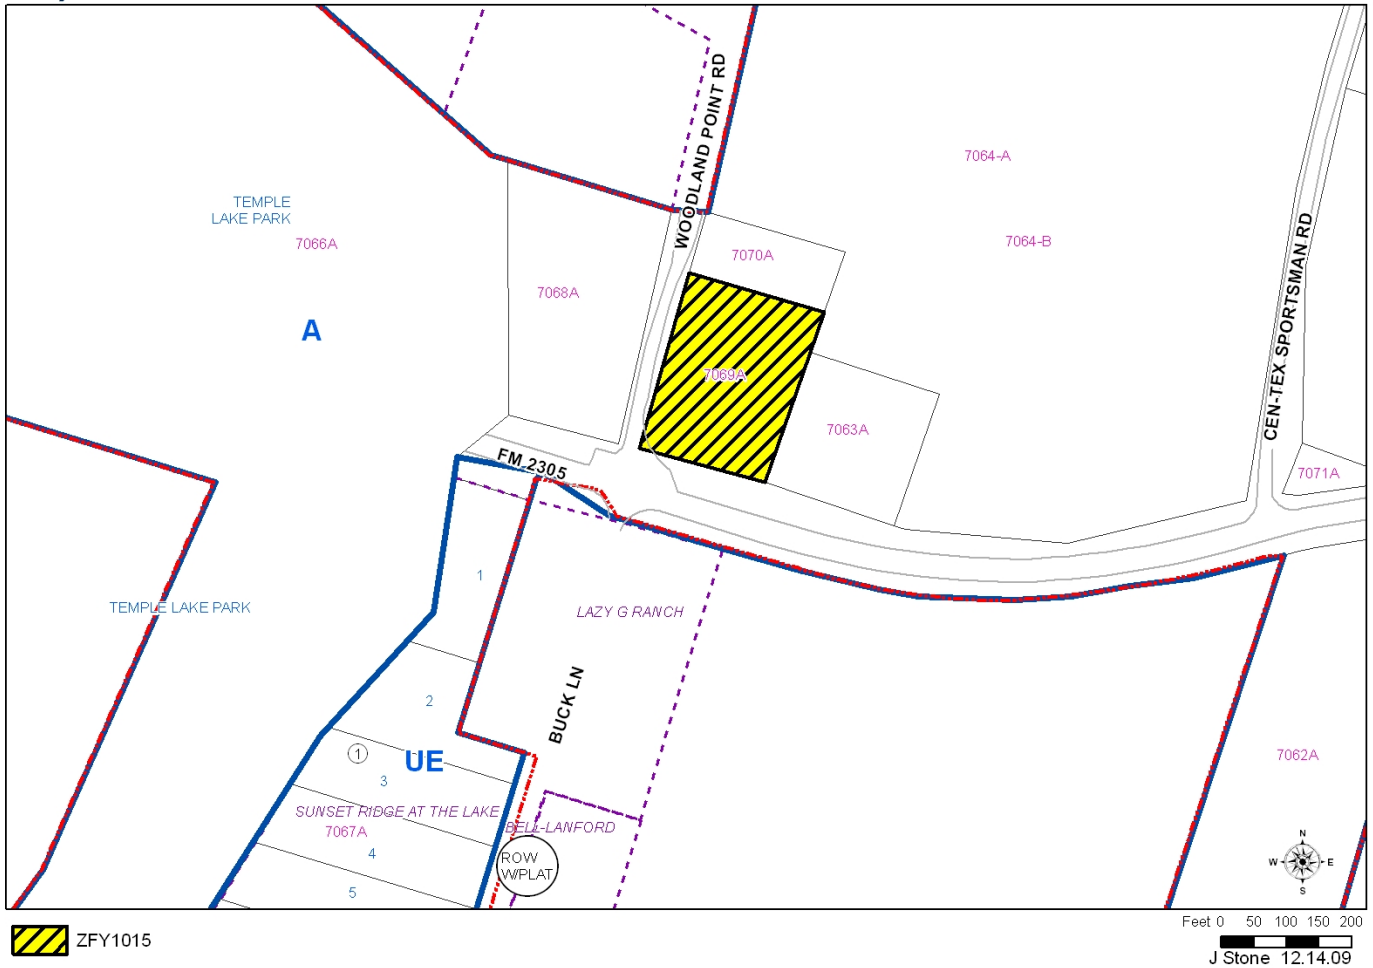 WOODLAND POINT RD
7064-A
TEMPLE
LAKE PARK
7066A
7064-B
7070A
7068A
CEN-TEX SPORTSMAN RD
A
7069A
7063A
FM 2305
7071A
1
TEMPLE LAKE PARK
LAZY G RANCH
2
BUCK LN
1
UE
3
7062A
SUNSET RIDGE AT THE LAKE
7067A
BELL-LANFORD
4
ROW
W/PLAT
5
N
W
E
S
ZFY1015
Feet 0 50 100 150 200
J Stone 12.14.09